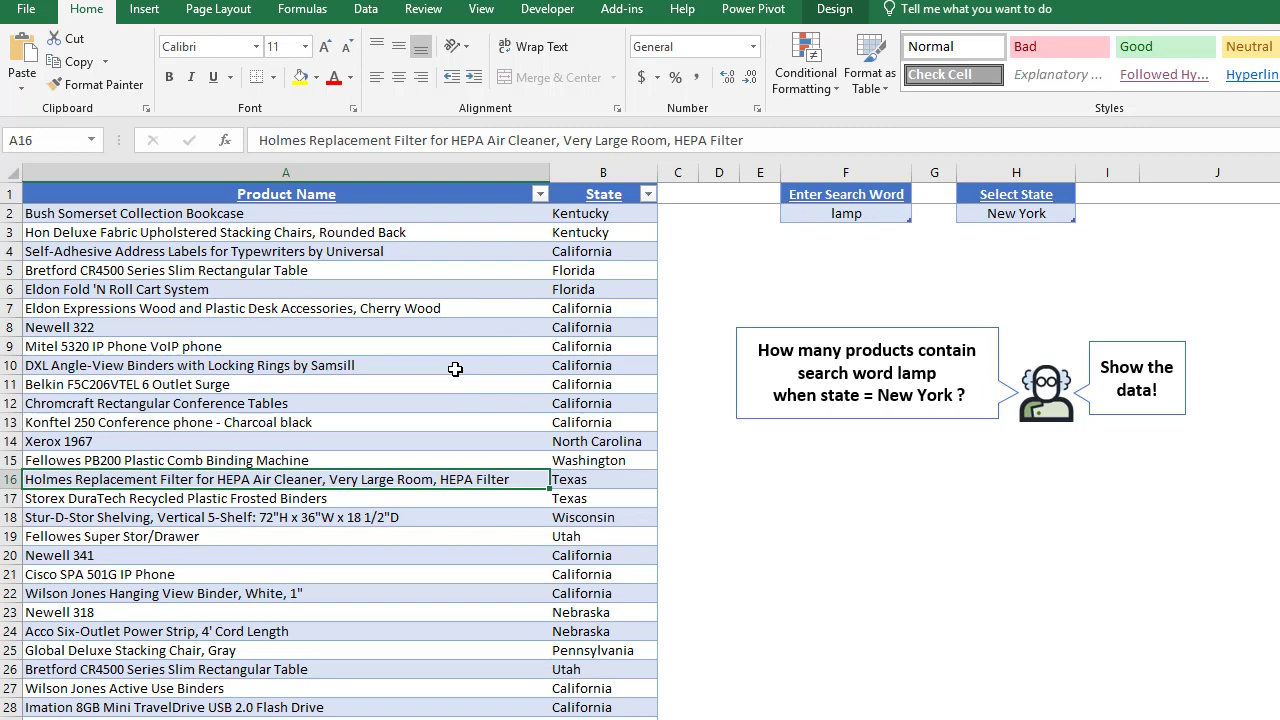 File Home Insert Page Layout Formulas Data Review View Developer Add-ins Help Power Pivot Design Tell me what you want to do
Paste
Cut
Copy
Format Painter
Clipboard
Calibri 11
B I U
Font
Wrap Text
Merge & Center
Alignment
General
$ % ,
Number
Conditional Formatting
Format as Table
Normal Bad Good Neutral
Check Cell Explanatory ... Followed Hy... Hyperlin
Styles
A16 fx Holmes Replacement Filter for HEPA Air Cleaner, Very Large Room, HEPA Filter
A B C D E F G H I J
1 Product Name State Enter Search Word Select State
2 Bush Somerset Collection Bookcase Kentucky lamp New York
3 Hon Deluxe Fabric Upholstered Stacking Chairs, Rounded Back Kentucky
4 Self-Adhesive Address Labels for Typewriters by Universal California
5 Bretford CR4500 Series Slim Rectangular Table Florida
6 Eldon Fold 'N Roll Cart System Florida
7 Eldon Expressions Wood and Plastic Desk Accessories, Cherry Wood California
8 Newell 322 California
9 Mitel 5320 IP Phone VoIP phone California
10 DXL Angle-View Binders with Locking Rings by Samsill California
11 Belkin F5C206VTEL 6 Outlet Surge California
12 Chromcraft Rectangular Conference Tables California
13 Konftel 250 Conference phone - Charcoal black California
14 Xerox 1967 North Carolina
15 Fellowes PB200 Plastic Comb Binding Machine Washington
16 Holmes Replacement Filter for HEPA Air Cleaner, Very Large Room, HEPA Filter Texas
17 Storex DuraTech Recycled Plastic Frosted Binders Texas
18 Stur-D-Stor Shelving, Vertical 5-Shelf: 72"H x 36"W x 18 1/2"D Wisconsin
19 Fellowes Super Stor/Drawer Utah
20 Newell 341 California
21 Cisco SPA 501G IP Phone California
22 Wilson Jones Hanging View Binder, White, 1" California
23 Newell 318 Nebraska
24 Acco Six-Outlet Power Strip, 4' Cord Length Nebraska
25 Global Deluxe Stacking Chair, Gray Pennsylvania
26 Bretford CR4500 Series Slim Rectangular Table Utah
27 Wilson Jones Active Use Binders California
28 Imation 8GB Mini TravelDrive USB 2.0 Flash Drive California
How many products contain
search word lamp
when state = New York ?
Show the
data!